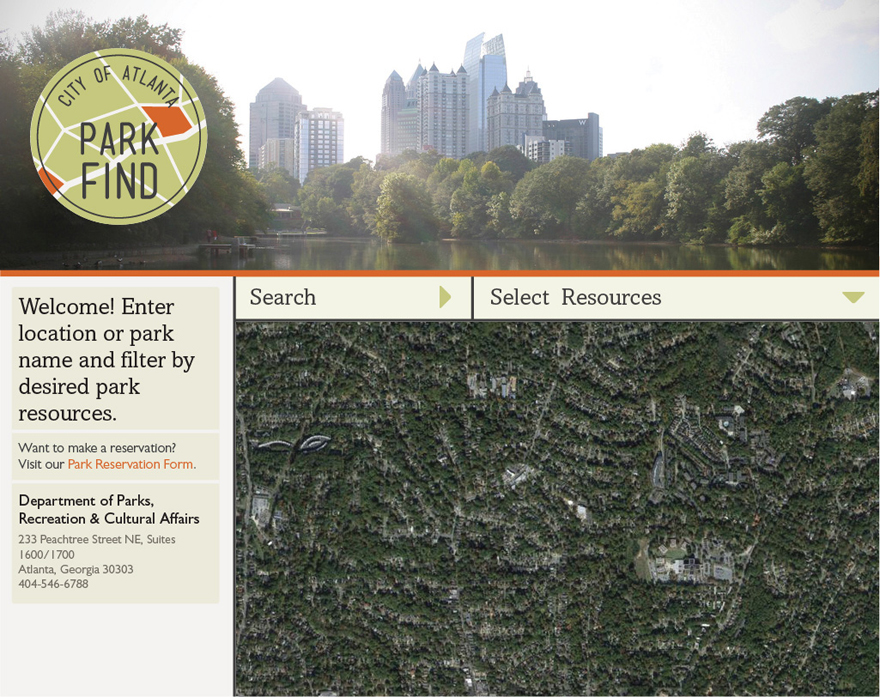 CITY OF ATLANTA
PARK
FIND
Search
Select Resources
Welcome! Enter
location or park
name and filter by
desired park
resources.
Want to make a reservation?
Visit our Park Reservation Form.
Department of Parks,
Recreation & Cultural Affairs
233 Peachtree Street NE, Suites
1600/1700
Atlanta, Georgia 30303
404-546-6788